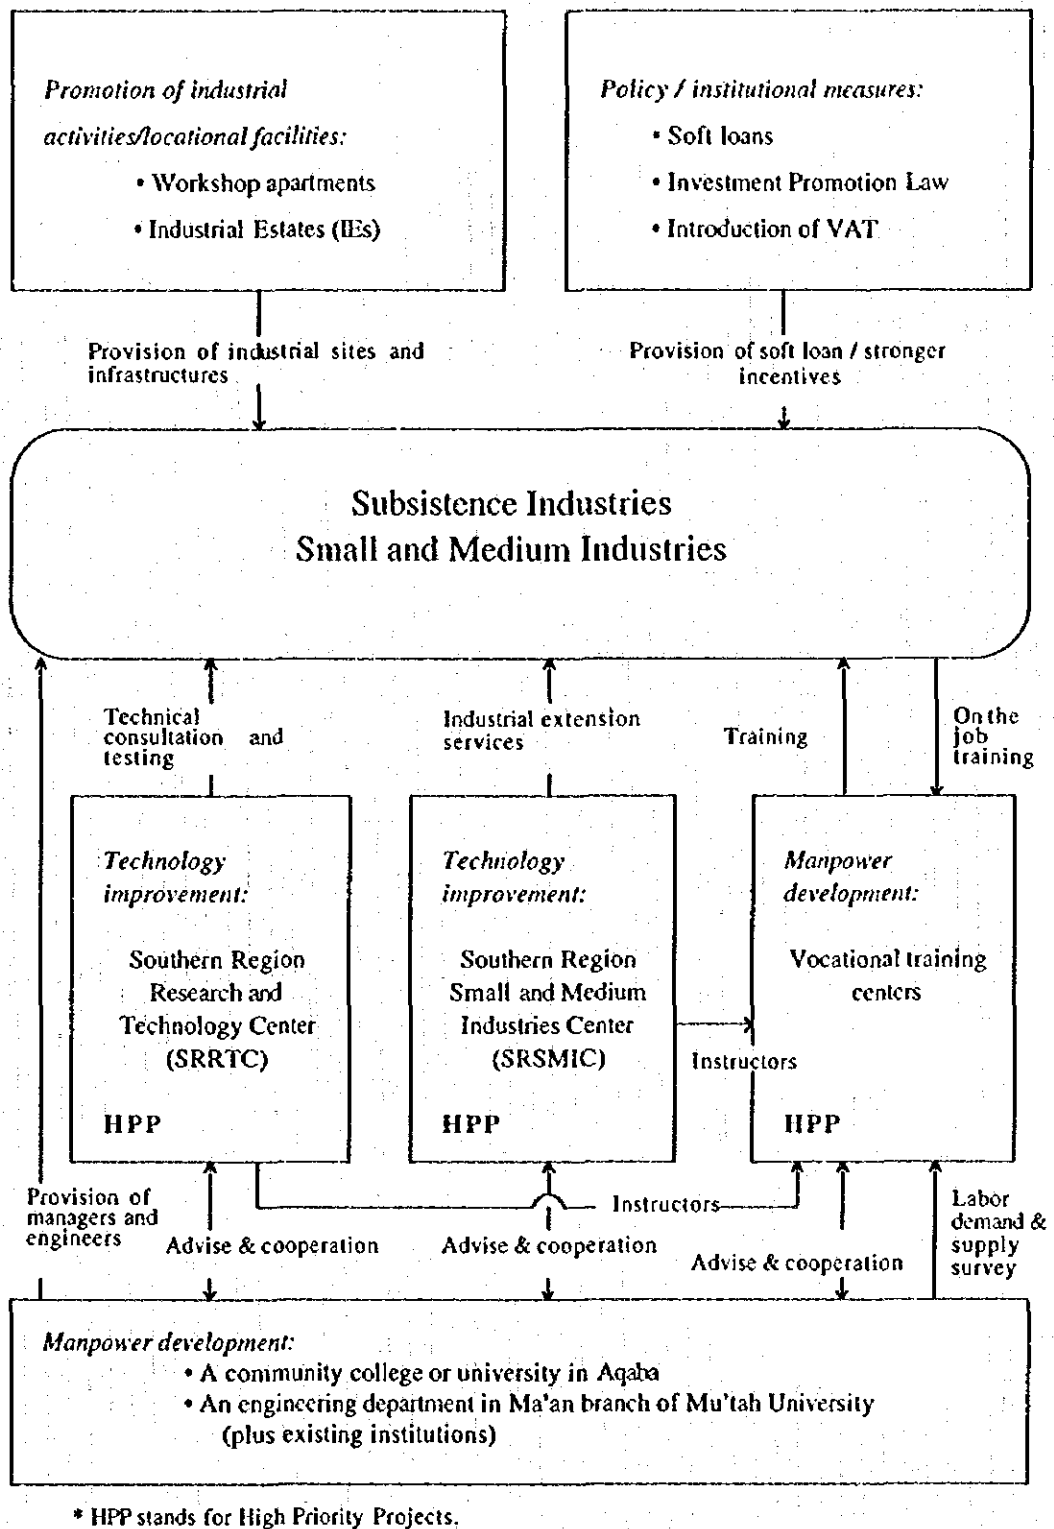 Promotion of industrial
activities/locational facilities:
• Workshop apartments
• Industrial Estates (IEs)
Policy / institutional measures:
• Soft loans
• Investment Promotion Law
• Introduction of VAT
Provision of industrial sites and
infrastructures
Provision of soft loan / stronger
incentives
Subsistence Industries
Small and Medium Industries
Technical
consultation and
testing
Industrial extension
services
Training
On the
job
training
Technology
improvement:
Southern Region
Research and
Technology Center
(SRRTC)
HPP
Technology
improvement:
Southern Region
Small and Medium
Industries Center
(SRSMIC)
HPP
Instructors
Manpower
development:
Vocational training
centers
HPP
Provision of
managers and
engineers
Advise & cooperation
Instructors
Advise & cooperation
Advise & cooperation
Labor
demand &
supply
survey
Manpower development:
• A community college or university in Aqaba
• An engineering department in Ma'an branch of Mu'tah University
(plus existing institutions)
* HPP stands for High Priority Projects.